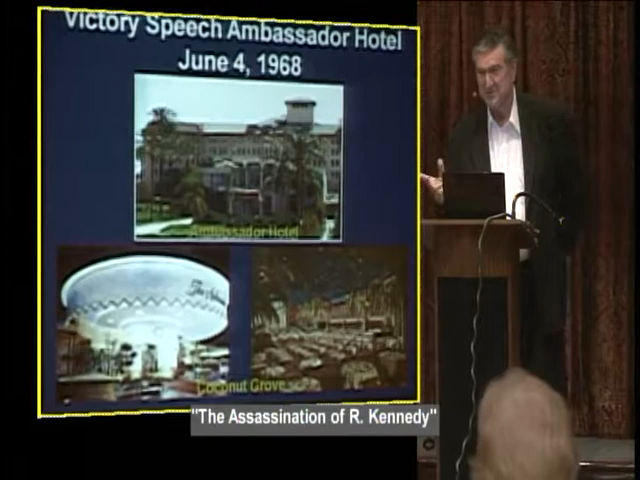 Victory Speech Ambassador Hotel
June 4, 1968
Ambassador Hotel
Coconut Grove
"The Assassination of R. Kennedy"